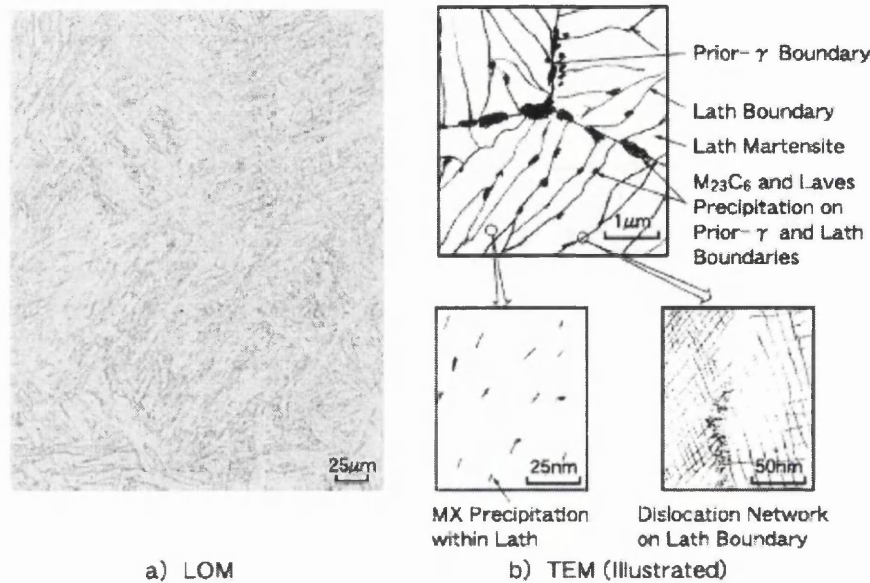 Prior-γ Boundary
Lath Boundary
Lath Martensite
M₂₃C₆ and Laves
Precipitation on
Prior-γ and Lath
Boundaries
1μm
25μm
25nm
50nm
MX Precipitation
within Lath
Dislocation Network
on Lath Boundary
a) LOM
b) TEM (Illustrated)